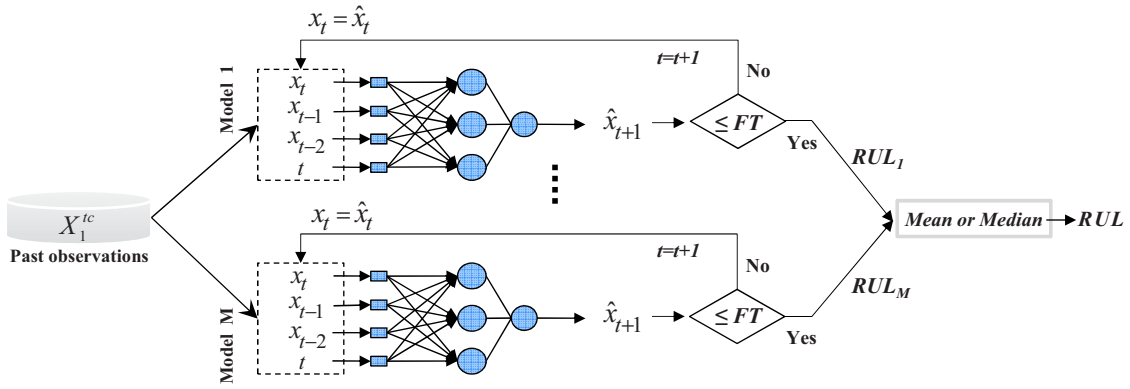 x_t = x̂_t
t=t+1
No
Model 1
x_t
x_{t−1}
x_{t−2}
t
x̂_{t+1}
≤ FT
Yes
RUL_1
X_1^{tc}
Past observations
Mean or Median
RUL
x_t = x̂_t
t=t+1
No
Model M
x_t
x_{t−1}
x_{t−2}
t
x̂_{t+1}
≤ FT
Yes
RUL_M